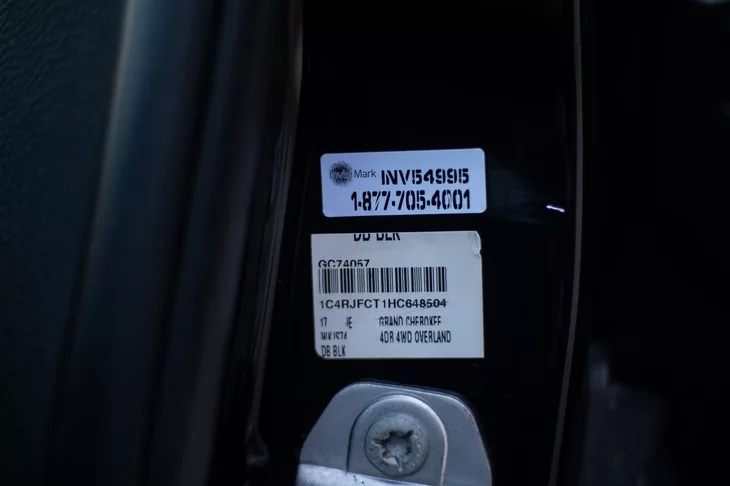 Mark INV54995
1-877-705-4001
DB BLK
GC74057
1C4RJFCT1HC648504
17 GRAND CHEROKEE
4DR 4WD OVERLAND
DB BLK